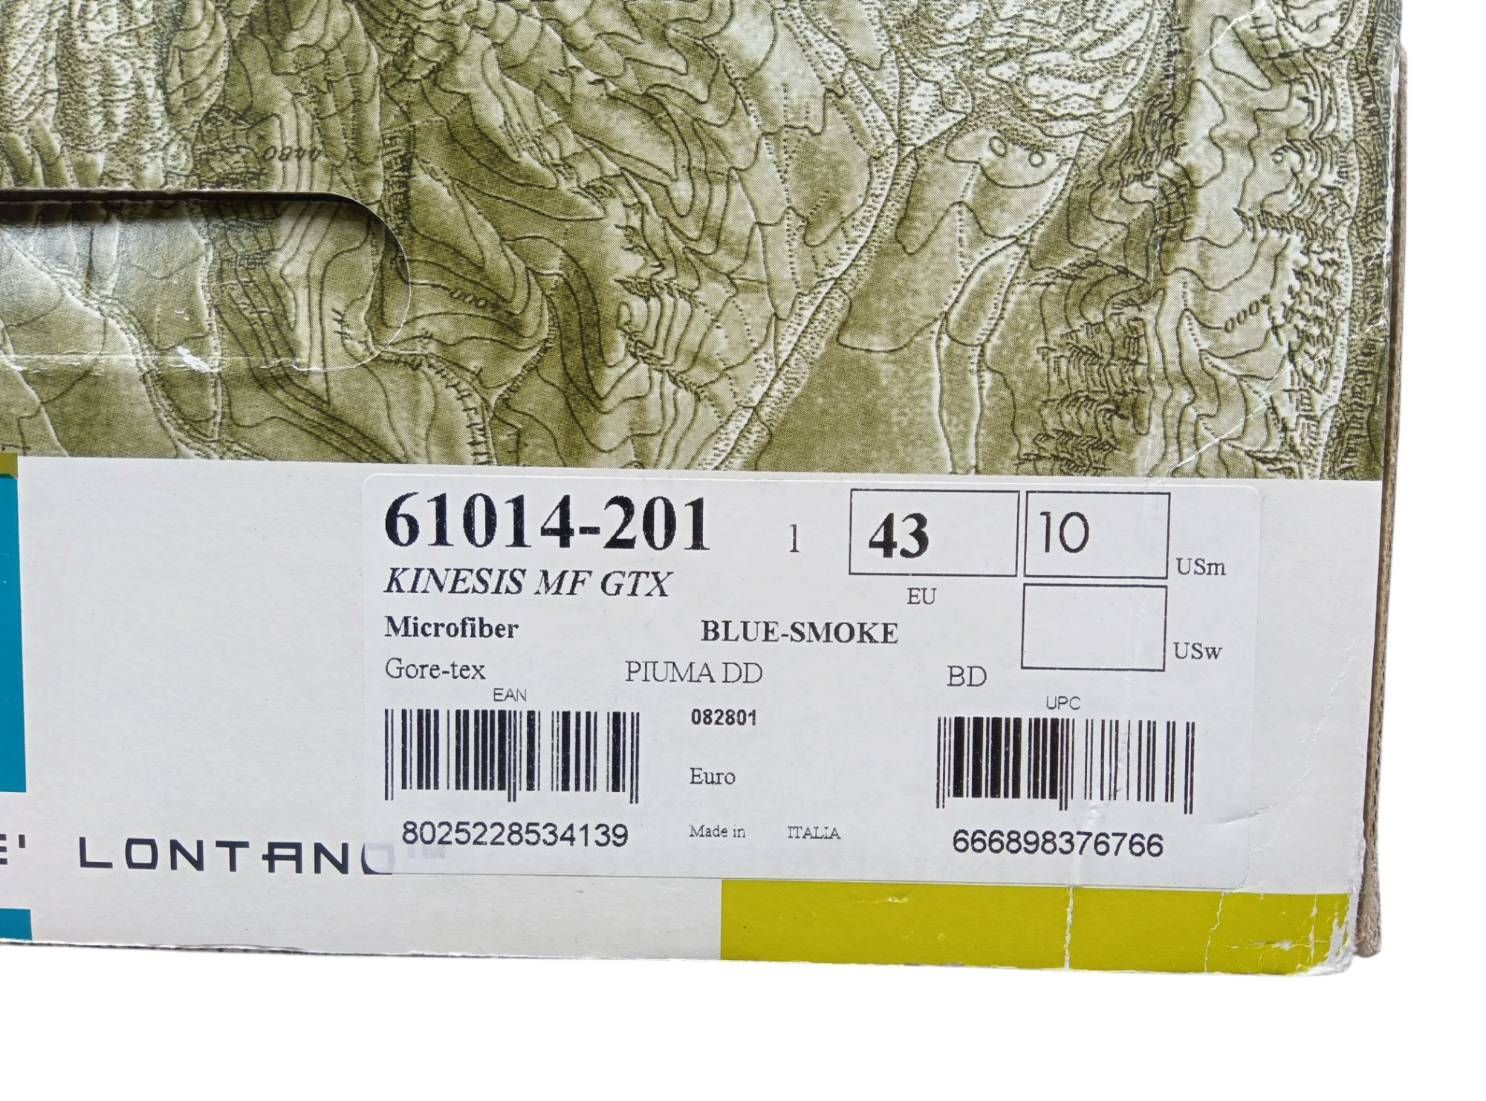 61014-201 1 43 10 USm
KINESIS MF GTX EU
Microfiber BLUE-SMOKE USw
Gore-tex PIUMA DD BD
EAN UPC
082801
Euro
8025228534139 Made in ITALIA 666898376766
E' LONTANO™